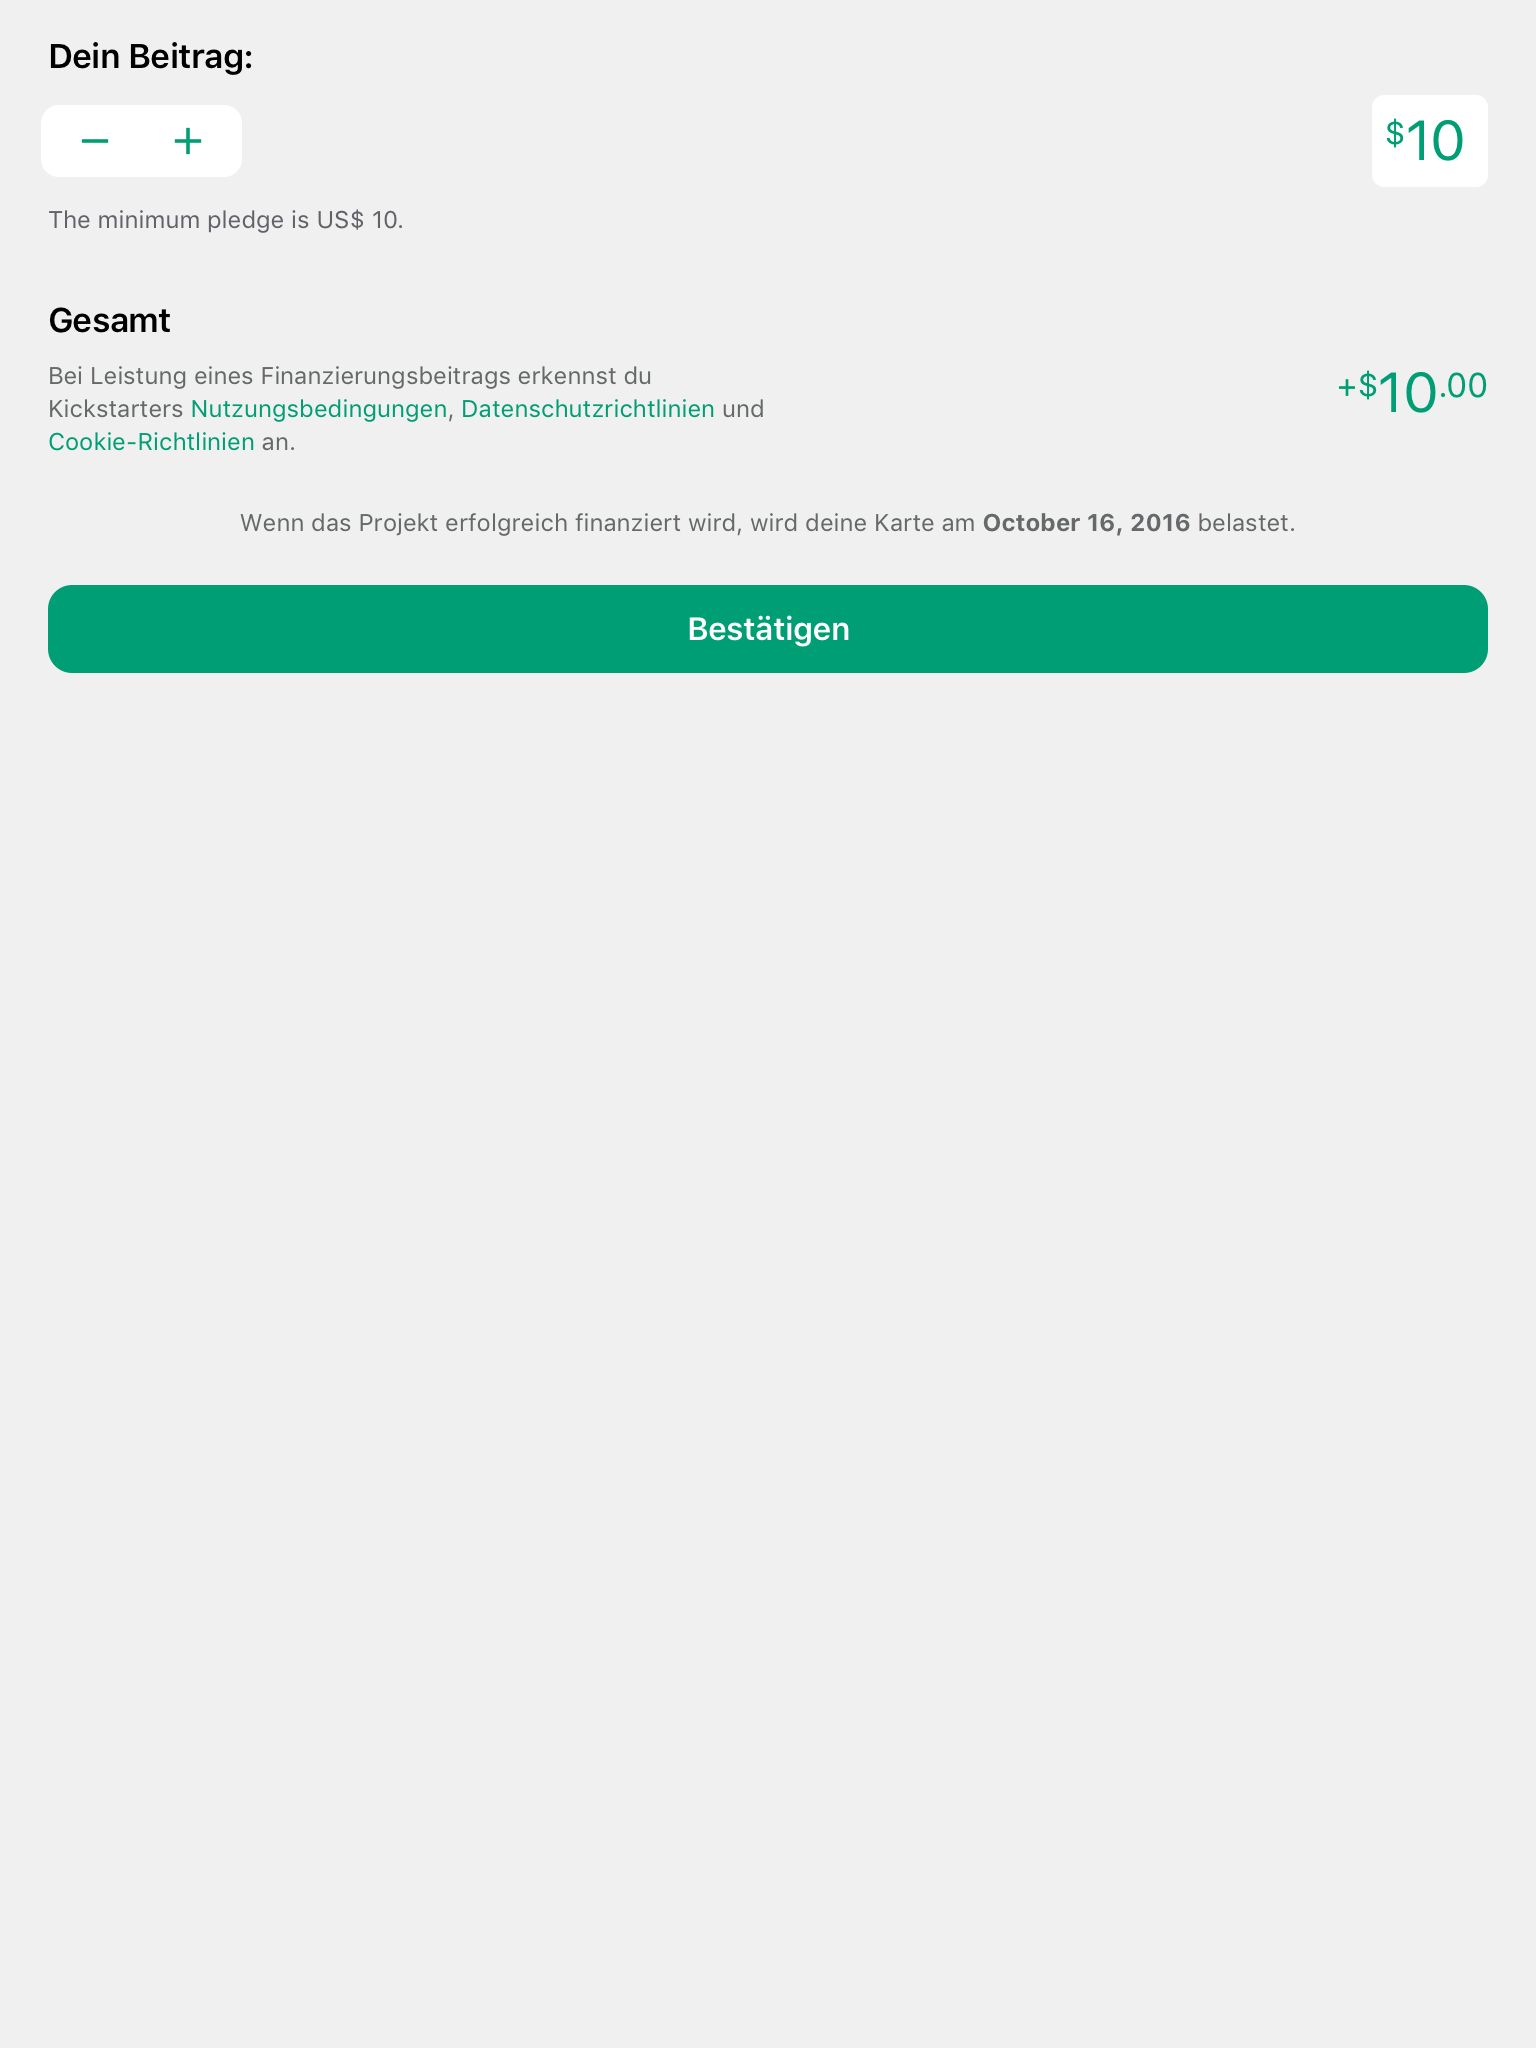 Dein Beitrag:
− +
$10
The minimum pledge is US$ 10.
Gesamt
Bei Leistung eines Finanzierungsbeitrags erkennst du
Kickstarters Nutzungsbedingungen, Datenschutzrichtlinien und
Cookie-Richtlinien an.
+$10.00
Wenn das Projekt erfolgreich finanziert wird, wird deine Karte am October 16, 2016 belastet.
Bestätigen